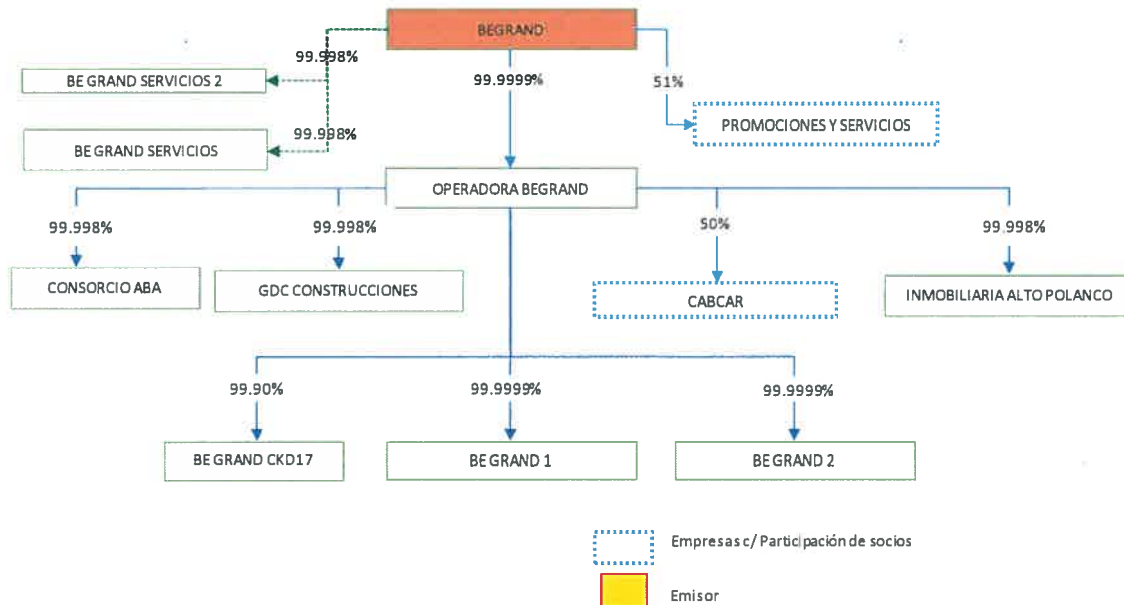 BEGRAND
99.998%
99.9999%
51%
BE GRAND SERVICIOS 2
PROMOCIONES Y SERVICIOS
99.998%
BE GRAND SERVICIOS
OPERADORA BEGRAND
99.998%
99.998%
50%
99.998%
CONSORCIO ABA
GDC CONSTRUCCIONES
CABCAR
INMOBILIARIA ALTO POLANCO
99.90%
99.9999%
99.9999%
BE GRAND CKD17
BE GRAND 1
BE GRAND 2
Empresas c/ Participación de socios
Emisor